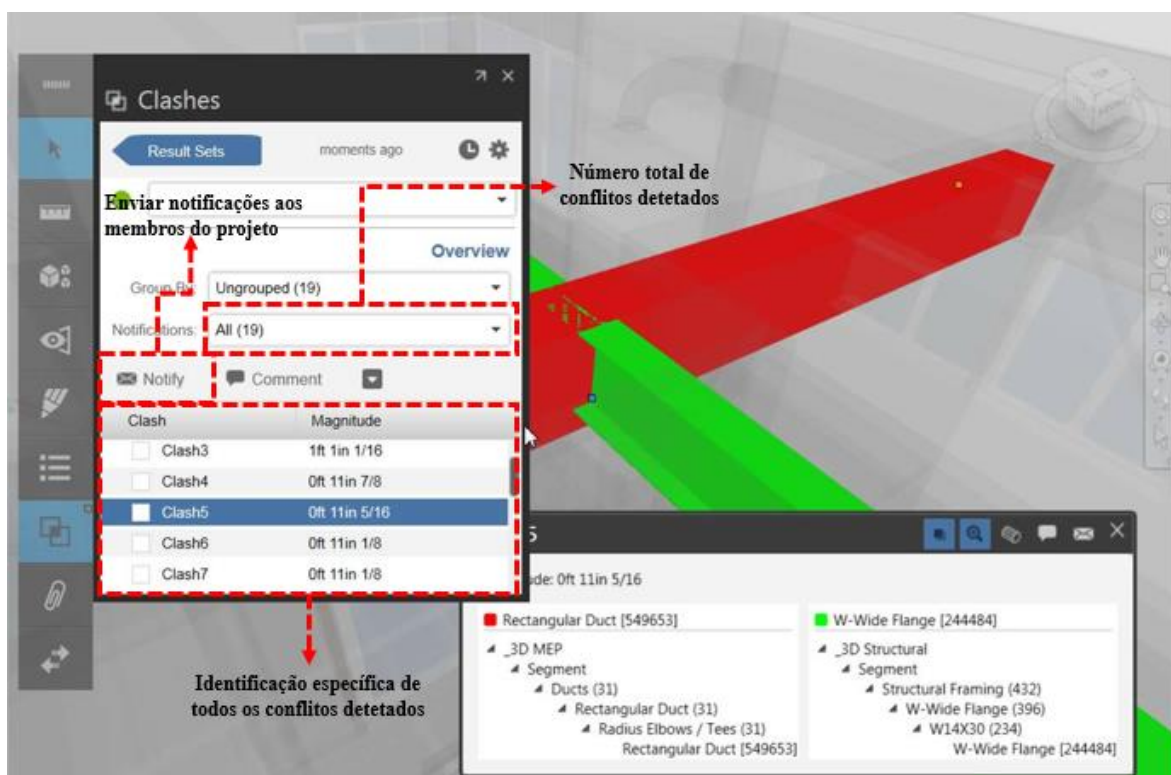 Clashes
Result Sets
moments ago
Número total de
conflitos detetados
Enviar notificações aos
membros do projeto
Overview
Group By:
Ungrouped (19)
Notifications:
All (19)
Notify
Comment
Clash
Magnitude
Clash3
1ft 1in 1/16
Clash4
0ft 11in 7/8
Clash5
0ft 11in 5/16
Clash6
0ft 11in 1/8
Clash7
0ft 11in 1/8
Identificação específica de
todos os conflitos detetados
5
ude: 0ft 11in 5/16
Rectangular Duct [549653]
_3D MEP
Segment
Ducts (31)
Rectangular Duct (31)
Radius Elbows / Tees (31)
Rectangular Duct [549653]
W-Wide Flange [244484]
_3D Structural
Segment
Structural Framing (432)
W-Wide Flange (396)
W14X30 (234)
W-Wide Flange [244484]